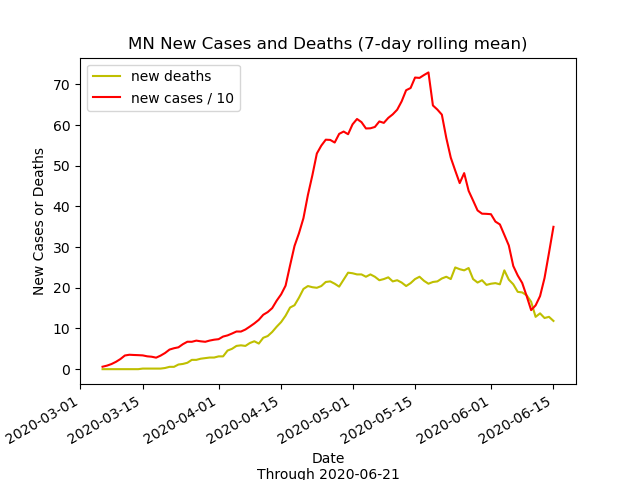 MN New Cases and Deaths (7-day rolling mean)
new deaths
new cases / 10
70
60
50
40
30
20
10
0
New Cases or Deaths
2020-03-01
2020-03-15
2020-04-01
2020-04-15
2020-05-01
2020-05-15
2020-06-01
2020-06-15
Date
Through 2020-06-21